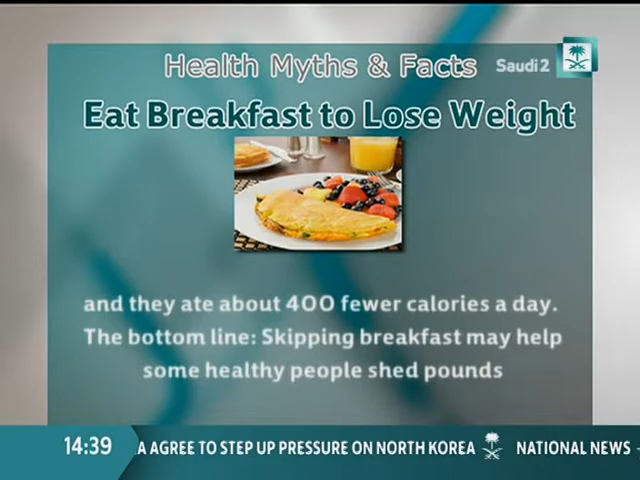 Health Myths & Facts
Saudi 2
Eat Breakfast to Lose Weight
and they ate about 400 fewer calories a day.
The bottom line: Skipping breakfast may help
some healthy people shed pounds
14:39
A AGREE TO STEP UP PRESSURE ON NORTH KOREA
NATIONAL NEWS -